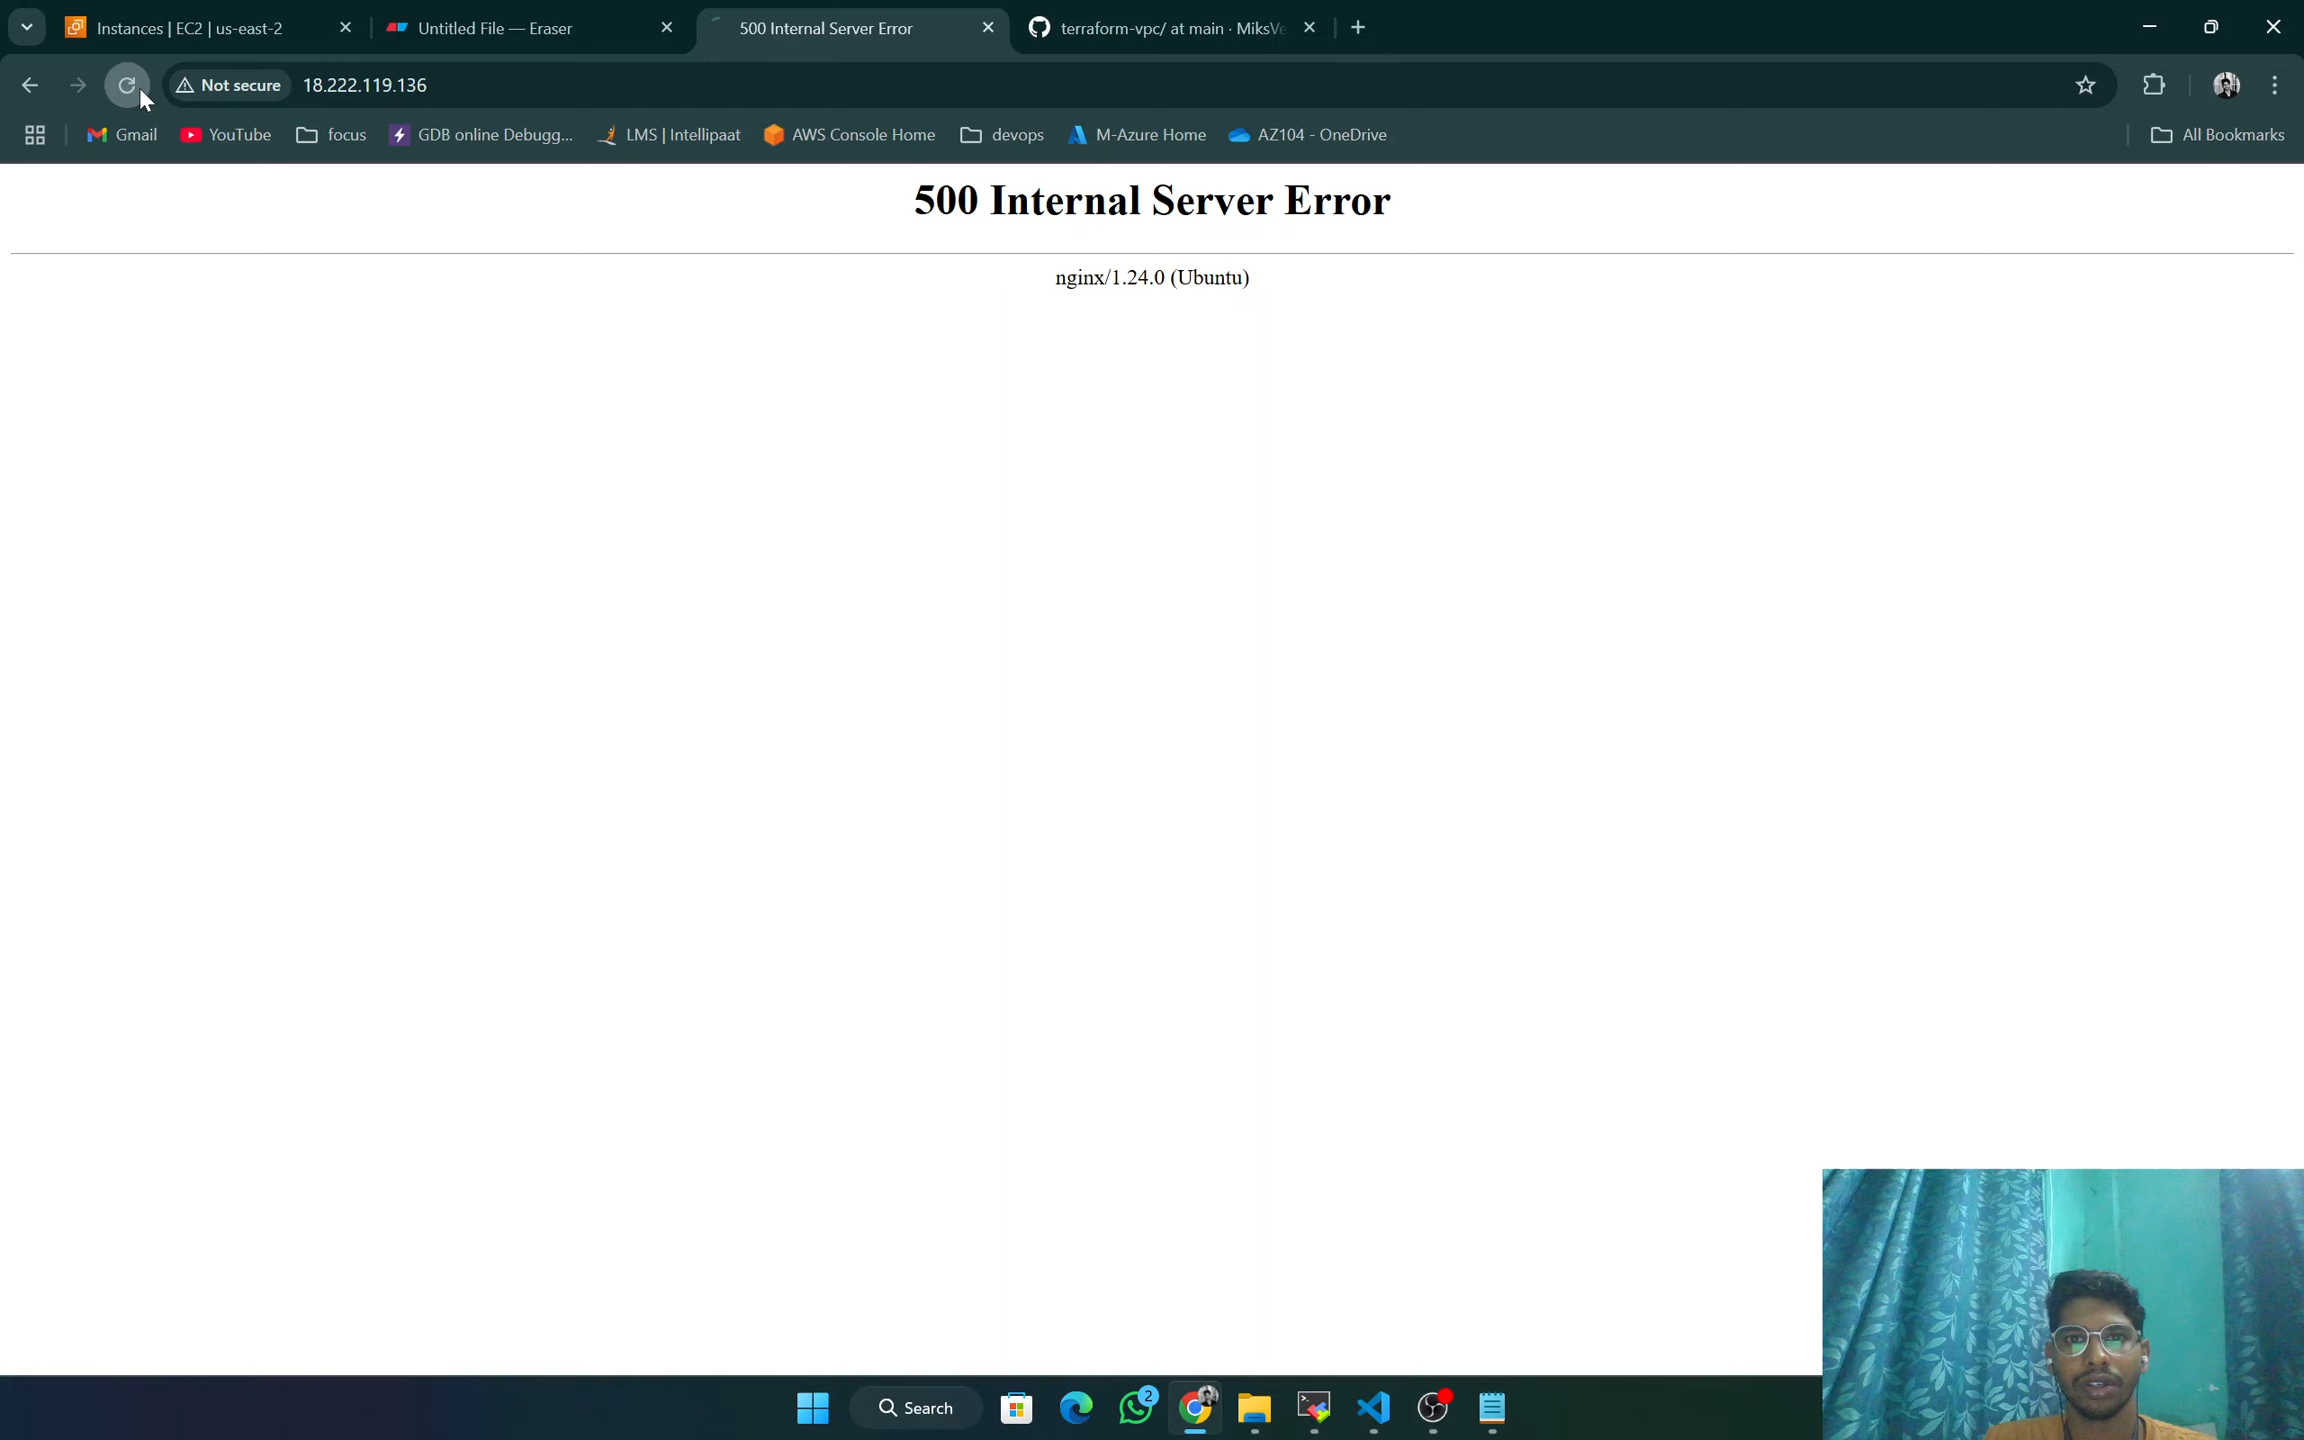 Instances | EC2 | us-east-2
Untitled File — Eraser
500 Internal Server Error
terraform-vpc/ at main · MiksVe
Not secure
18.222.119.136
Gmail
YouTube
focus
GDB online Debugg...
LMS | Intellipaat
AWS Console Home
devops
M-Azure Home
AZ104 - OneDrive
All Bookmarks
500 Internal Server Error
nginx/1.24.0 (Ubuntu)
Search
2